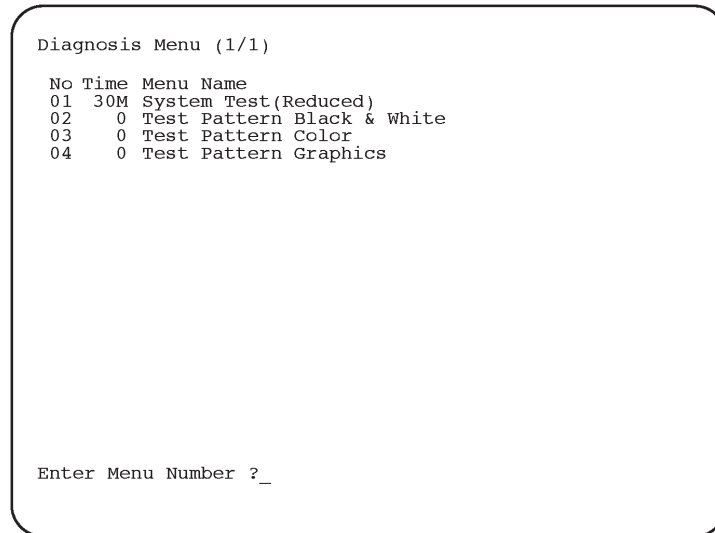 Diagnosis Menu (1/1)
No Time Menu Name
01 30M System Test(Reduced)
02 0 Test Pattern Black & White
03 0 Test Pattern Color
04 0 Test Pattern Graphics
Enter Menu Number ?_